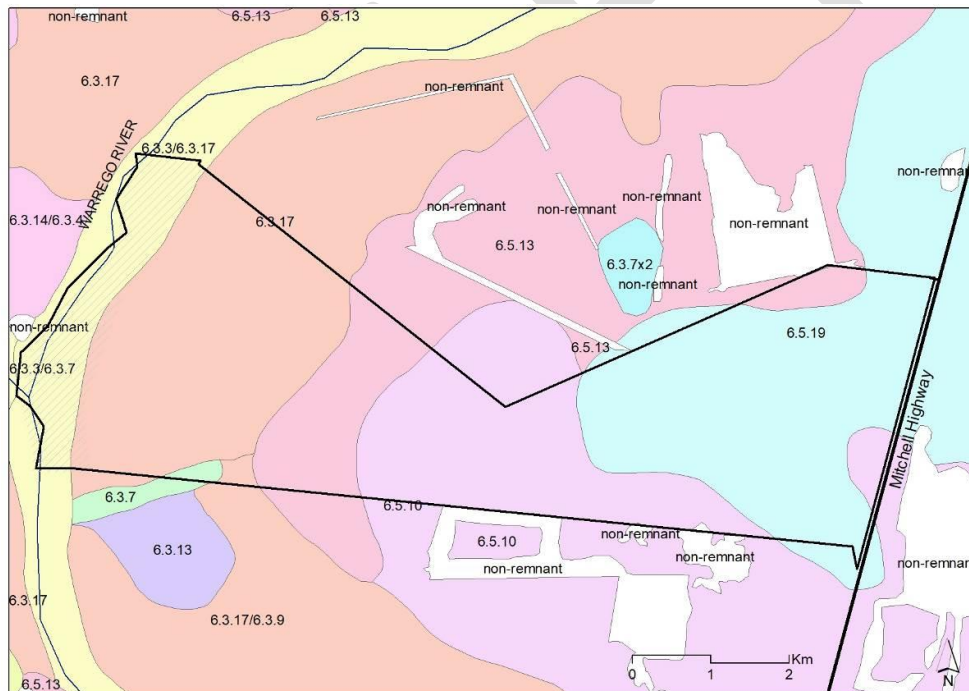 6.5.13
6.5.13
non-remnant
6.3.17
non-remnant
WARREGO RIVER
6.3.3/6.3.17
non-remnant
6.3.14/6.3.4
6.3.17
non-remnant
non-remnant
non-remnant
non-remnant
6.5.13
6.3.7x2
non-remnant
non-remnant
6.5.19
6.5.13
6.3.3/6.3.7
Mitchell Highway
6.3.7
6.5.10
6.3.13
6.5.10
non-remnant
non-remnant
non-remnant
non-remnant
6.3.17
6.3.17/6.3.9
6.5.13
Km
0 1 2
N